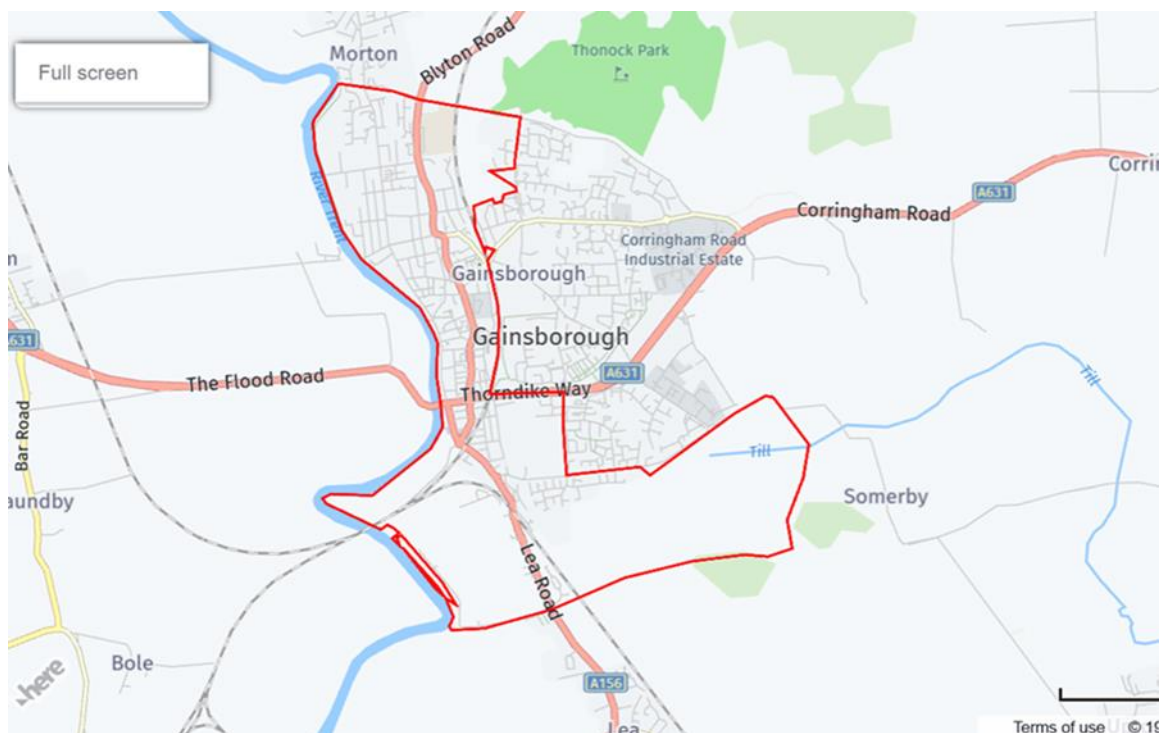 Full screen
Morton
Blyton Road
Thonock Park
River Trent
A631
Corrin
Corringham Road
Corringham Road
Industrial Estate
Gainsborough
Gainsborough
A631
A631
The Flood Road
Thorndike Way
Till
Till
Bar Road
aundby
Somerby
Lea Road
Bole
here
A156
Lea
Terms of use
© 19